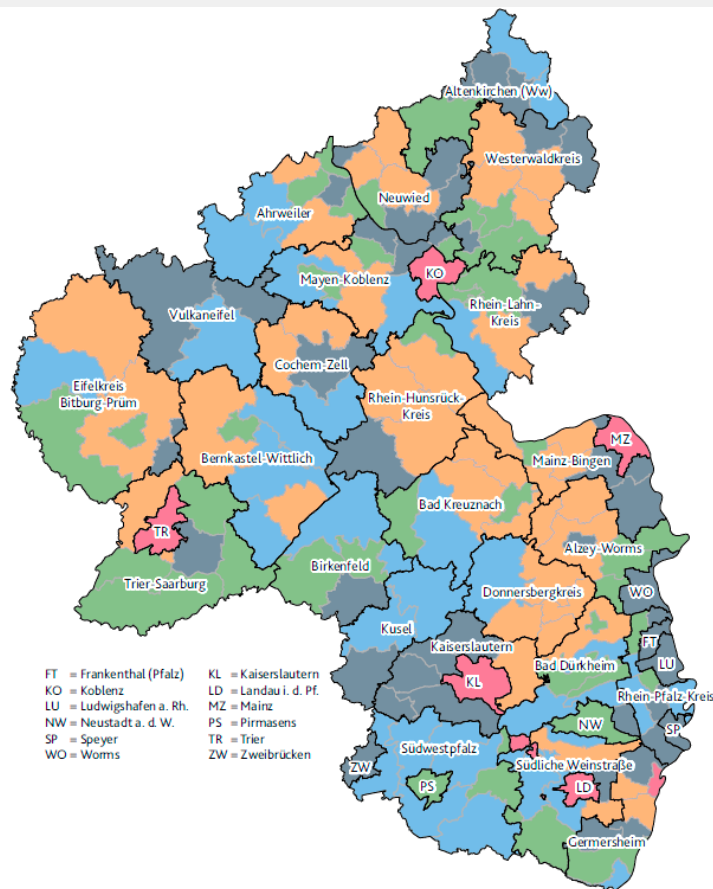 Altenkirchen (Ww)
Westerwaldkreis
Neuwied
Ahrweiler
KO
Mayen-Koblenz
Rhein-Lahn-
Kreis
Vulkaneifel
Cochem-Zell
Eifelkreis
Bitburg-Prüm
Rhein-Hunsrück-
Kreis
MZ
Mainz-Bingen
Bernkastel-Wittlich
Bad Kreuznach
TR
Alzey-Worms
Birkenfeld
Trier-Saarburg
Donnersbergkreis
WO
Kusel
Kaiserslautern
FT
Bad Dürkheim
LU
KL
Rhein-Pfalz-Kreis
NW
SP
Südwestpfalz
Südliche Weinstraße
ZW
PS
LD
Germersheim
FT = Frankenthal (Pfalz)
KO = Koblenz
LU = Ludwigshafen a. Rh.
NW = Neustadt a. d. W.
SP = Speyer
WO = Worms
KL = Kaiserslautern
LD = Landau i. d. Pf.
MZ = Mainz
PS = Pirmasens
TR = Trier
ZW = Zweibrücken